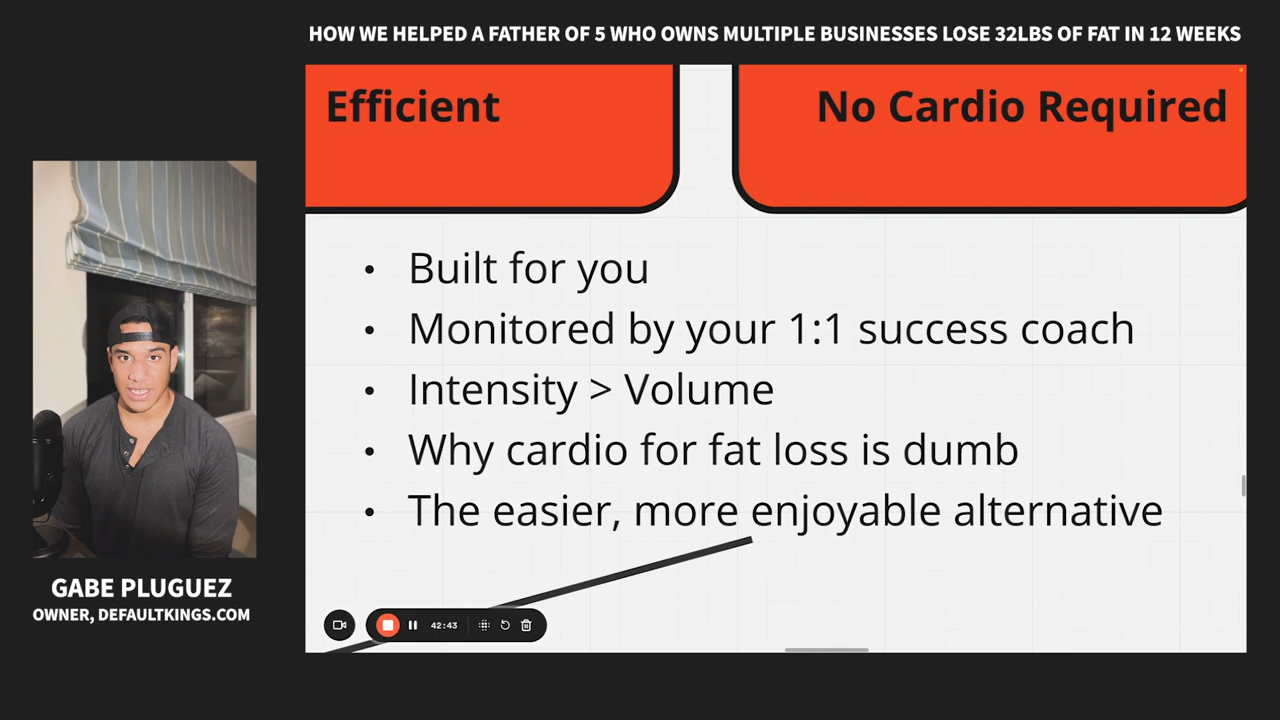 HOW WE HELPED A FATHER OF 5 WHO OWNS MULTIPLE BUSINESSES LOSE 32LBS OF FAT IN 12 WEEKS
Efficient
No Cardio Required
• Built for you
• Monitored by your 1:1 success coach
• Intensity > Volume
• Why cardio for fat loss is dumb
• The easier, more enjoyable alternative
GABE PLUGUEZ
OWNER, DEFAULTKINGS.COM
42:43